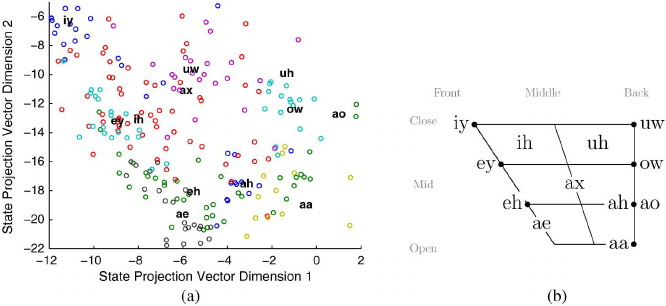 State Projection Vector Dimension 2
−6
−8
−10
−12
−14
−16
−18
−20
−22
iy
uw
uh
ax
ow
ao
ey
ih
eh
ah
ae
aa
−12
−10
−8
−6
−4
−2
0
2
State Projection Vector Dimension 1
(a)
Front Middle Back
Close iy uw
ih uh
ey ow
Mid ax
eh ah ao
ae
Open aa
(b)